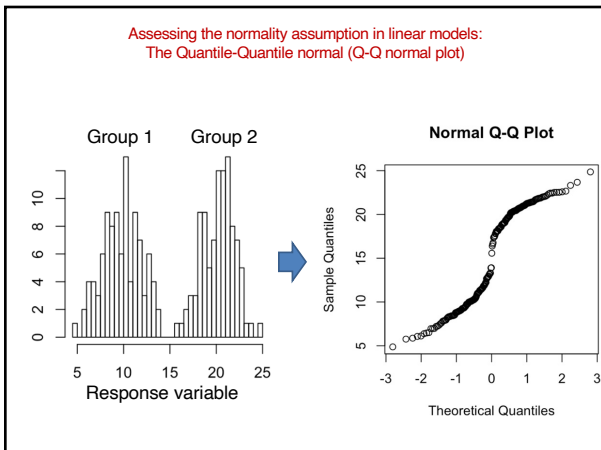 Assessing the normality assumption in linear models:
The Quantile-Quantile normal (Q-Q normal plot)
Group 1 Group 2
0 2 4 6 8 10
5 10 15 20 25
Response variable
Normal Q-Q Plot
Sample Quantiles
5 10 15 20 25
-3 -2 -1 0 1 2 3
Theoretical Quantiles